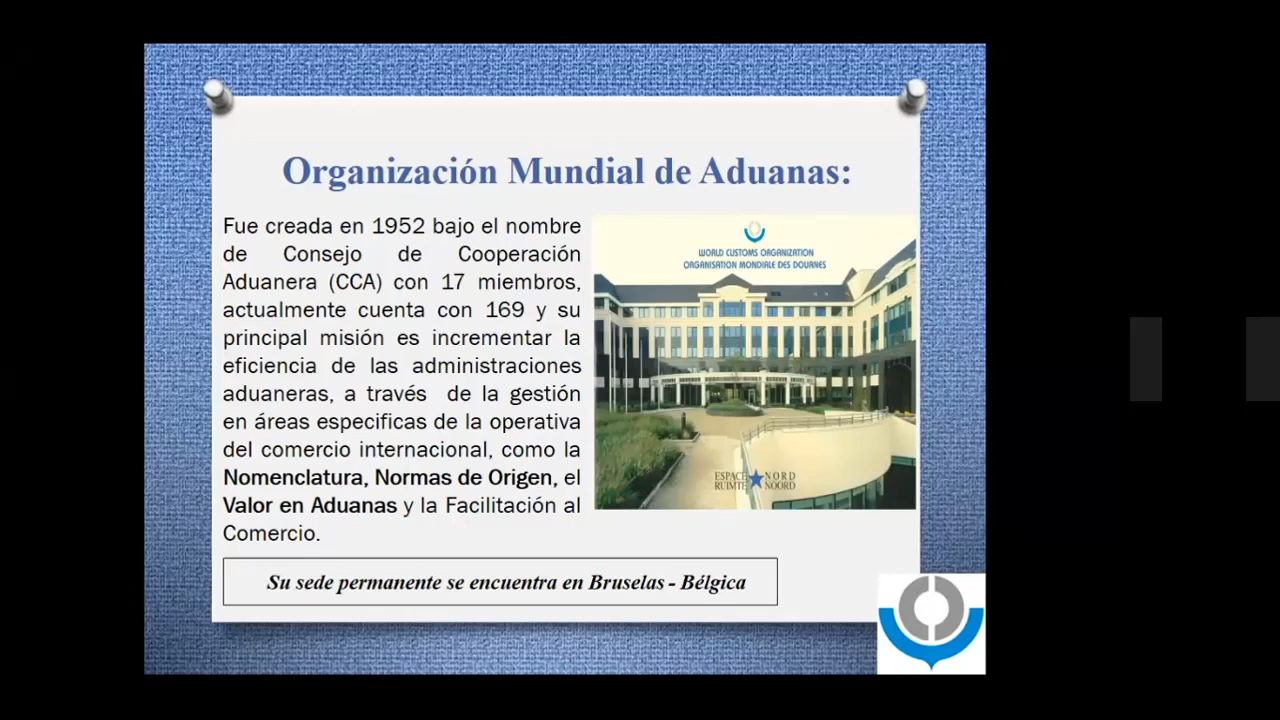 Organización Mundial de Aduanas:
Fue creada en 1952 bajo el nombre
de Consejo de Cooperación
Aduanera (CCA) con 17 miembros,
actualmente cuenta con 169 y su
principal misión es incrementar la
eficiencia de las administraciones
aduaneras, a través de la gestión
en áreas especificas de la operativa
del comercio internacional, como la
Nomenclatura, Normas de Origen, el
Valor en Aduanas y la Facilitación al
Comercio.
WORLD CUSTOMS ORGANIZATION
ORGANISATION MONDIALE DES DOUANES
ESPACE NORD
RUIMTE NOORD
Su sede permanente se encuentra en Bruselas - Bélgica